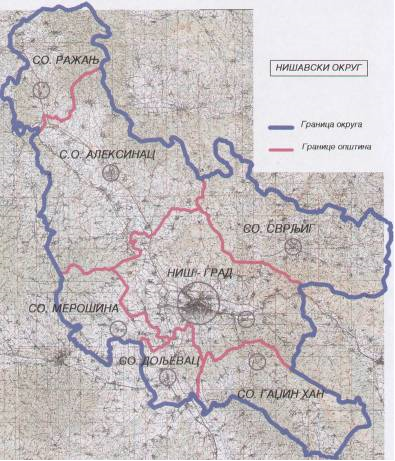 СО. РАЖАЊ
НИШАВСКИ ОКРУГ
Граница округа
Границе општина
С.О. АЛЕКСИНАЦ
СО. СВРЉИГ
НИШ - ГРАД
СО. МЕРОШИНА
СО. ДОЉЕВАЦ
СО. ГАЏИН ХАН